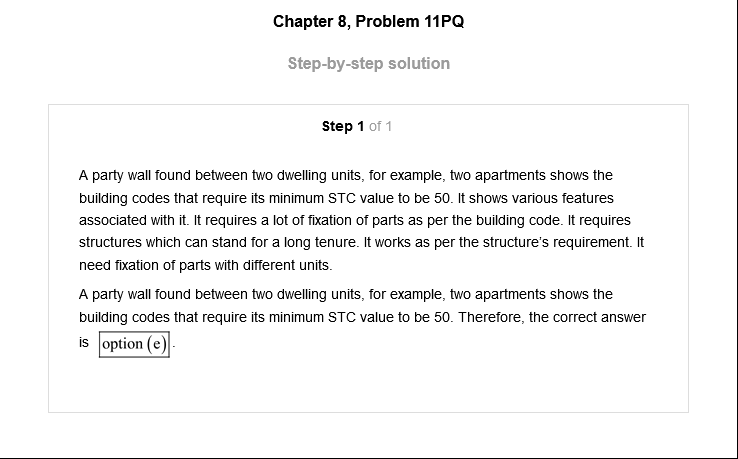 Chapter 8, Problem 11PQ
Step-by-step solution
Step 1 of 1
A party wall found between two dwelling units, for example, two apartments shows the
building codes that require its minimum STC value to be 50. It shows various features
associated with it. It requires a lot of fixation of parts as per the building code. It requires
structures which can stand for a long tenure. It works as per the structure's requirement. It
need fixation of parts with different units.
A party wall found between two dwelling units, for example, two apartments shows the
building codes that require its minimum STC value to be 50. Therefore, the correct answer
is option (e).